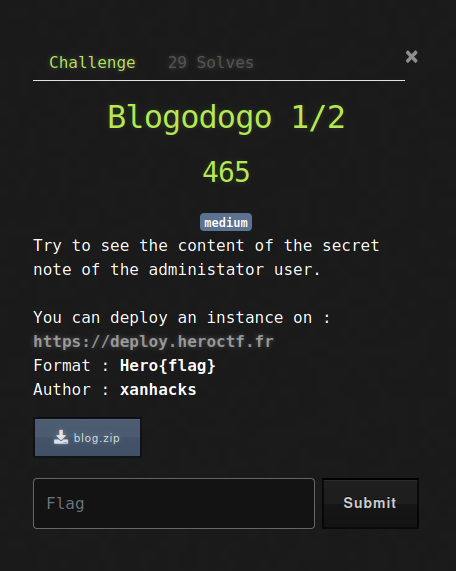 Challenge 29 Solves ×
Blogodogo 1/2
465
medium
Try to see the content of the secret
note of the administator user.
You can deploy an instance on :
https://deploy.heroctf.fr
Format : Hero{flag}
Author : xanhacks
blog.zip
Flag Submit